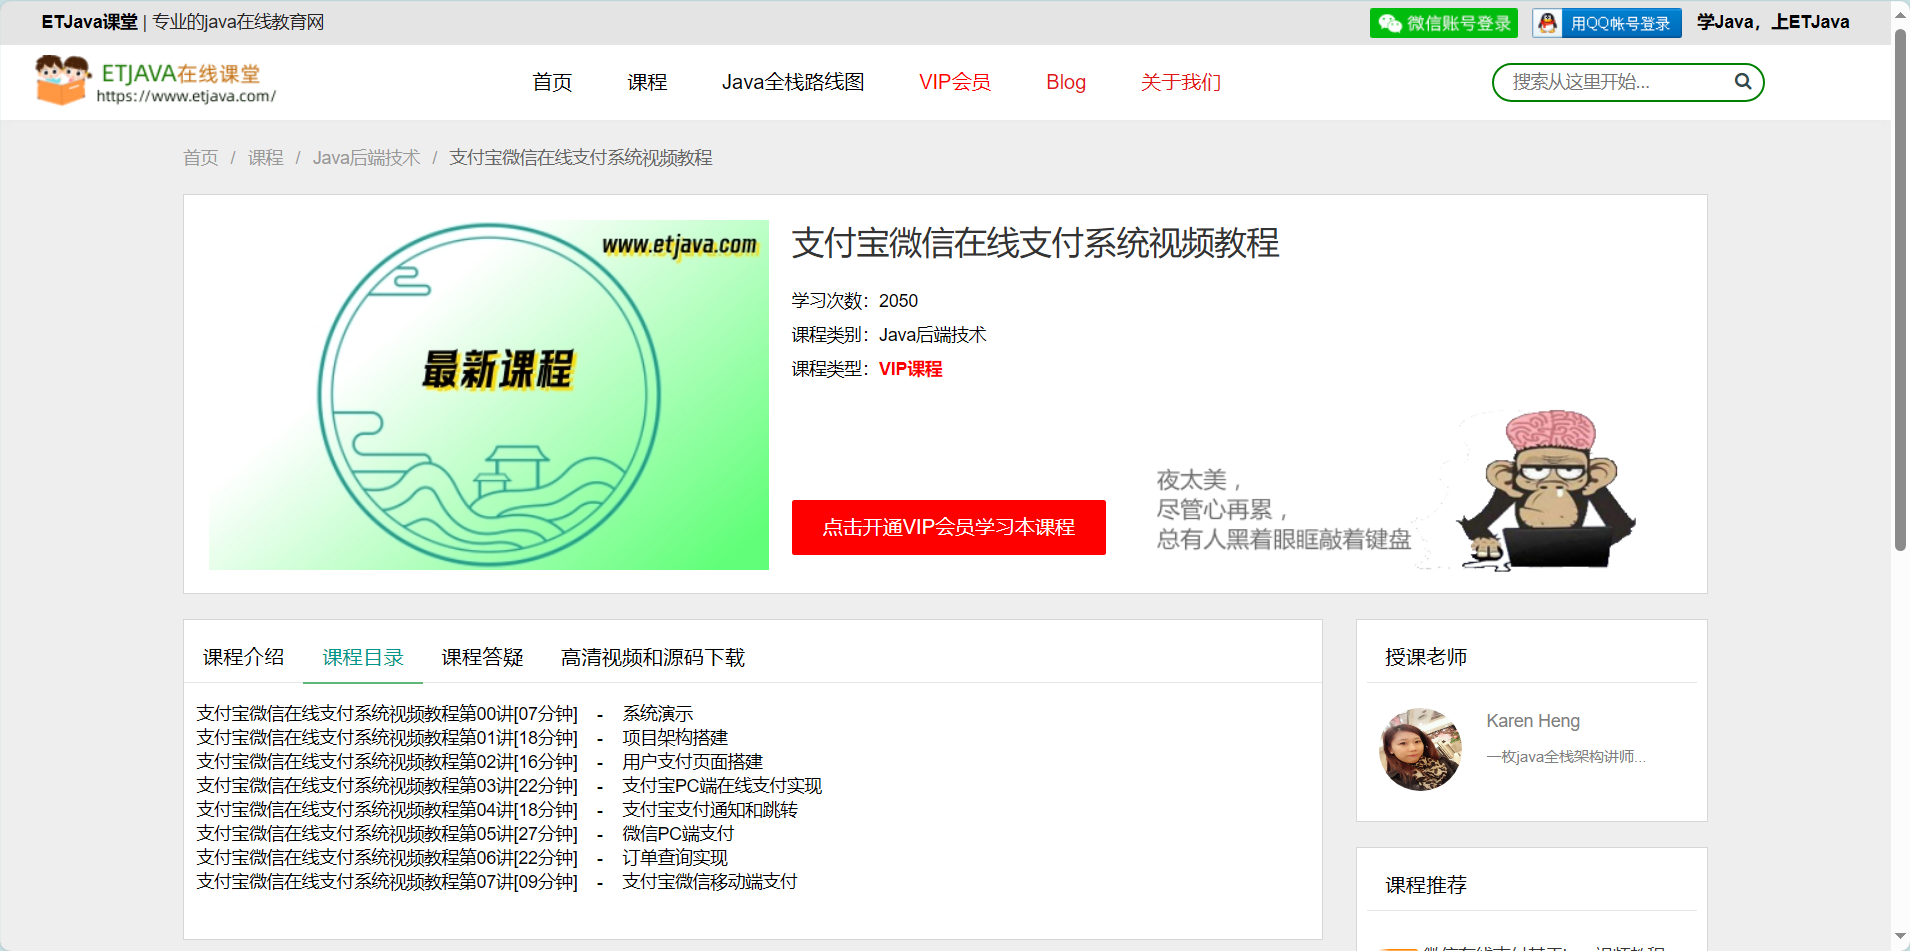 ETJava课堂 | 专业的java在线教育网
微信账号登录
用QQ帐号登录
学Java，上ETJava
ETJAVA在线课堂
https://www.etjava.com/
首页
课程
Java全栈路线图
VIP会员
Blog
关于我们
搜索从这里开始...
首页 / 课程 / Java后端技术 / 支付宝微信在线支付系统视频教程
www.etjava.com
最新课程
支付宝微信在线支付系统视频教程
学习次数：2050
课程类别：Java后端技术
课程类型：VIP课程
点击开通VIP会员学习本课程
夜太美，
尽管心再累，
总有人黑着眼眶敲着键盘
课程介绍
课程目录
课程答疑
高清视频和源码下载
支付宝微信在线支付系统视频教程第00讲[07分钟] - 系统演示
支付宝微信在线支付系统视频教程第01讲[18分钟] - 项目架构搭建
支付宝微信在线支付系统视频教程第02讲[16分钟] - 用户支付页面搭建
支付宝微信在线支付系统视频教程第03讲[22分钟] - 支付宝PC端在线支付实现
支付宝微信在线支付系统视频教程第04讲[18分钟] - 支付宝支付通知和跳转
支付宝微信在线支付系统视频教程第05讲[27分钟] - 微信PC端支付
支付宝微信在线支付系统视频教程第06讲[22分钟] - 订单查询实现
支付宝微信在线支付系统视频教程第07讲[09分钟] - 支付宝微信移动端支付
授课老师
Karen Heng
一枚java全栈架构讲师...
课程推荐